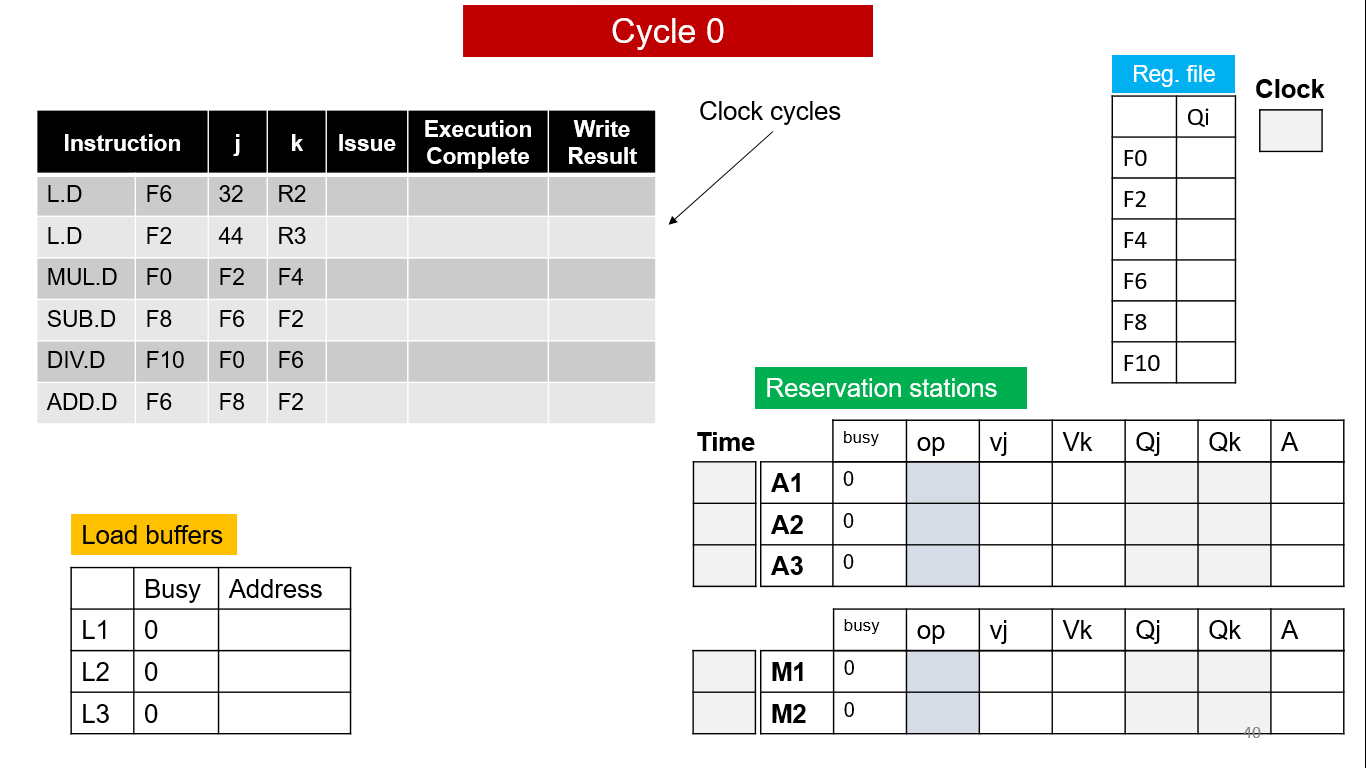 Cycle 0
Reg. file
Clock
Clock cycles
Instruction j k Issue Execution Complete Write Result
L.D F6 32 R2
L.D F2 44 R3
MUL.D F0 F2 F4
SUB.D F8 F6 F2
DIV.D F10 F0 F6
ADD.D F6 F8 F2
Qi
F0
F2
F4
F6
F8
F10
Reservation stations
Time busy op vj Vk Qj Qk A
A1 0
A2 0
A3 0
busy op vj Vk Qj Qk A
M1 0
M2 0
Load buffers
Busy Address
L1 0
L2 0
L3 0
40